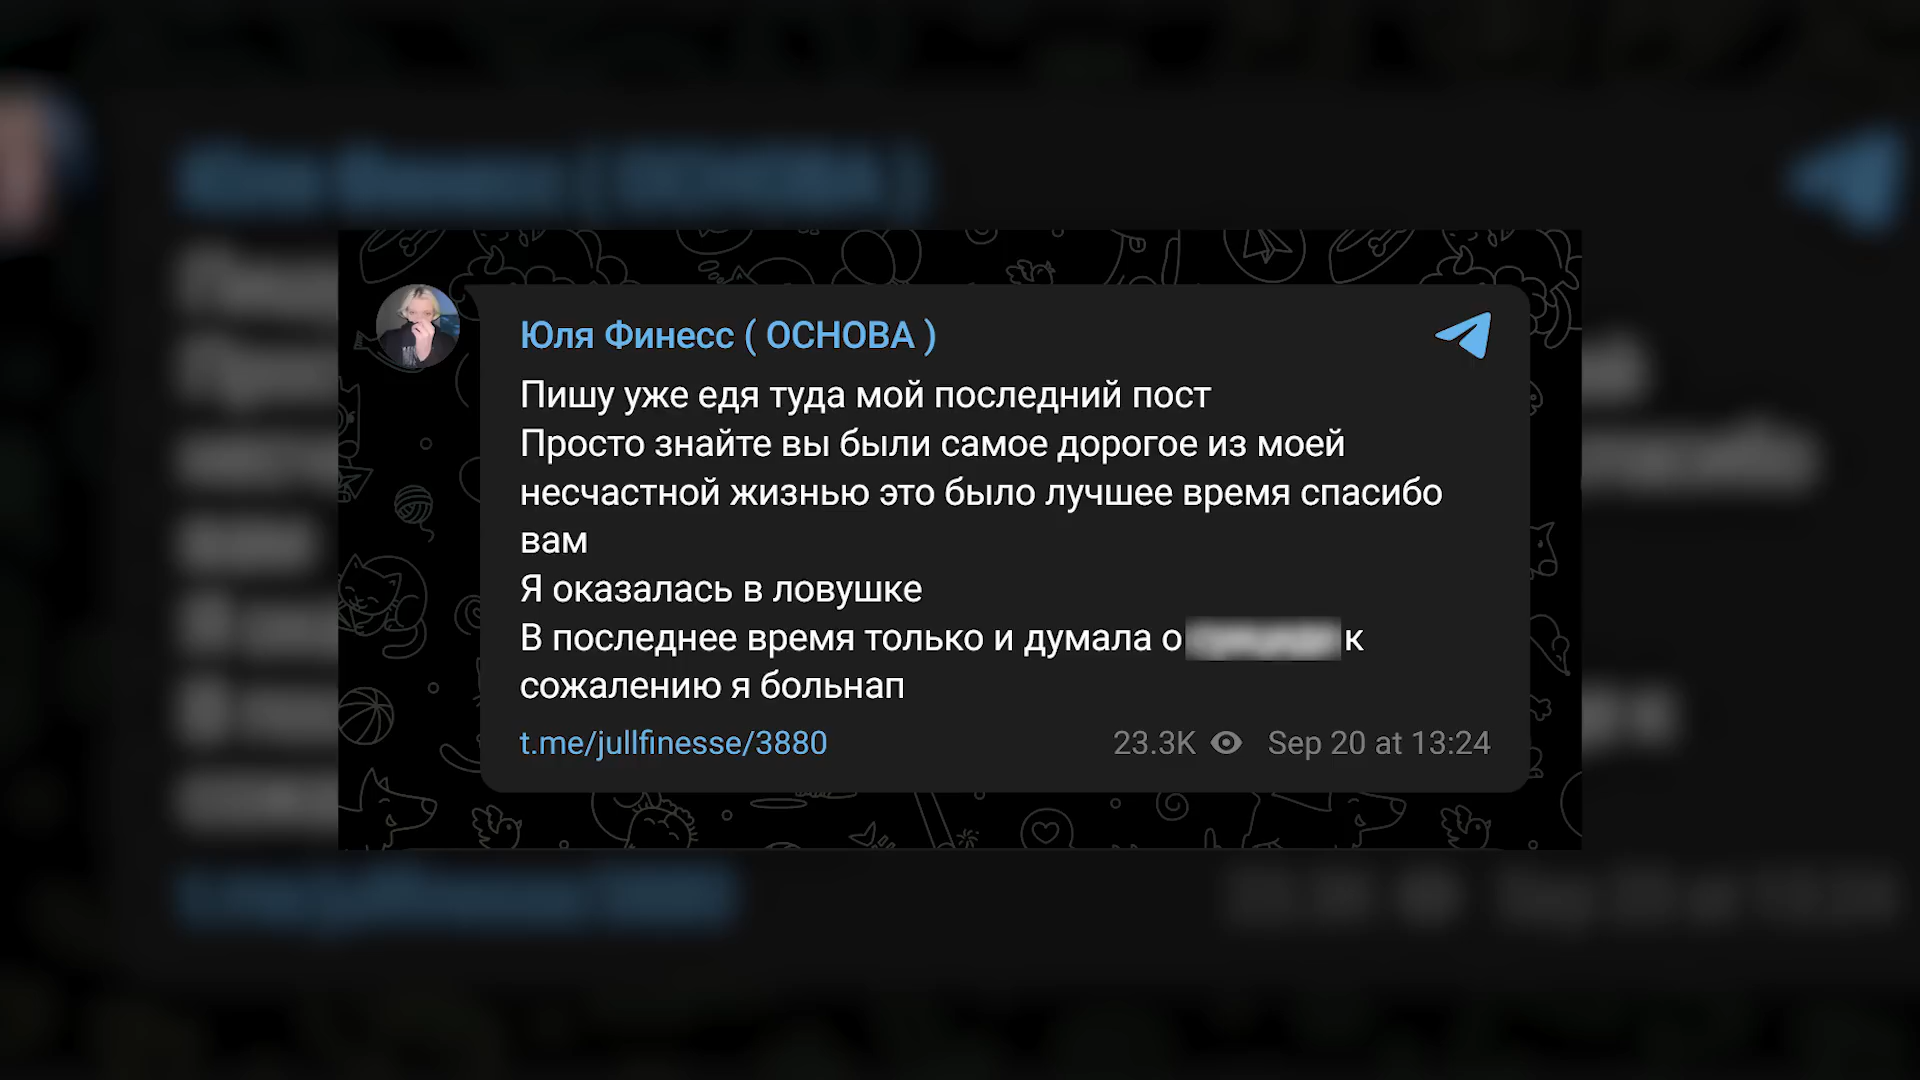 Юля Финесс ( ОСНОВА )
Пишу уже едя туда мой последний пост
Просто знайте вы были самое дорогое из моей
несчастной жизнью это было лучшее время спасибо
вам
Я оказалась в ловушке
В последнее время только и думала о к
сожалению я больнап
t.me/jullfinesse/3880 23.3K Sep 20 at 13:24